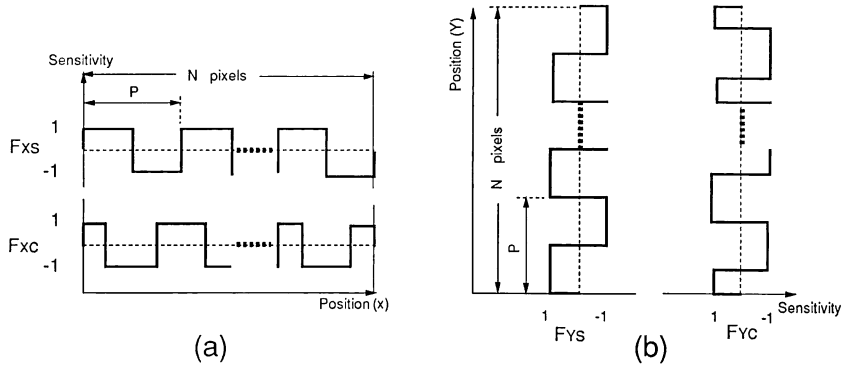 Sensitivity
N pixels
P
1
FXS
-1
1
FXC
-1
Position (x)
(a)
Position (Y)
N pixels
P
1 -1
FYS
1 -1
FYC
Sensitivity
(b)